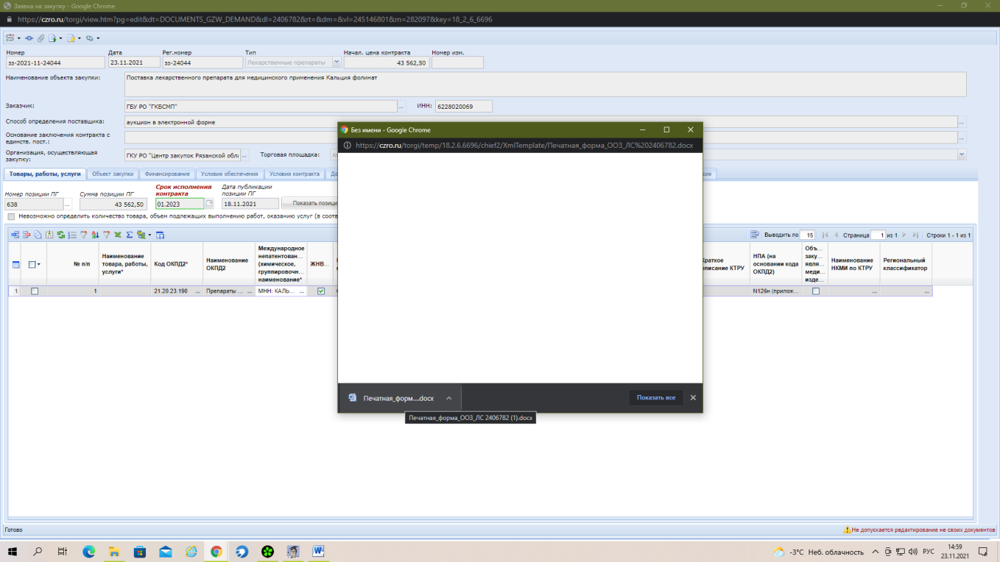 Заявка на закупку - Google Chrome
https://czro.ru/torgi/view.htm?pg=edit&dt=DOCUMENTS_GZW_DEMAND&dl=2406782&rt=&dm=&vl=245146801&rn=282097&key=18_2_6_6696
Номер Дата Рег.номер Тип Начал. цена контракта Номер изм.
зз-2021-11-24044 23.11.2021 зз-24044 Лекарственные препараты 43 562,50
Наименование объекта закупки: Поставка лекарственного препарата для медицинского применения Кальция фолинат
Заказчик: ГБУ РО "ГКБСМП" ... ИНН: 6228020069
Способ определения поставщика: аукцион в электронной форме ...
Основание заключения контракта с
единств. пост.: ...
Организация, осуществляющая
закупку: ГКУ РО "Центр закупок Рязанской обла ... Торговая площадка:
Товары, работы, услуги Объект закупки Финансирование Условия обеспечения Условия контракта До ия
Номер позиции ПГ Сумма позиции ПГ Срок исполнения
контракта Дата публикации
позиции ПГ
638 ... 43 562,50 01.2023 18.11.2021 Показать позици
Невозможно определить количество товара, объем подлежащих выполнению работ, оказанию услуг (в соотв
Выводить по 15 Страница 1 из 1 Строки 1 - 1 из 1
№ п/п
Наименование
товара, работы,
услуги*
Код ОКПД2*
Наименование
ОКПД2
Международное
непатентован...
(химическое,
группировочн...
наименование*
ЖНВ...
Краткое
описание КТРУ
НПА (на
основании кода
ОКПД2)
Объ...
заку...
явля...
меди...
изде...
Наименование
НКМИ по КТРУ
Региональный
классификатор
1 1 21.20.23.190 ... Препараты ... ... МНН: КАЛЬ... ... N126н (прилож... ... ...
Без имени - Google Chrome
https://czro.ru/torgi/temp/18.2.6.6696/chief2/XmlTemplate/Печатная_форма_ООЗ_ЛС%202406782.docx
Печатная_форм....docx Показать все
Печатная_форма_ООЗ_ЛС 2406782 (1).docx
Готово Не допускается редактирование не своих документов
-3°C Неб. облачность РУС 14:59
23.11.2021